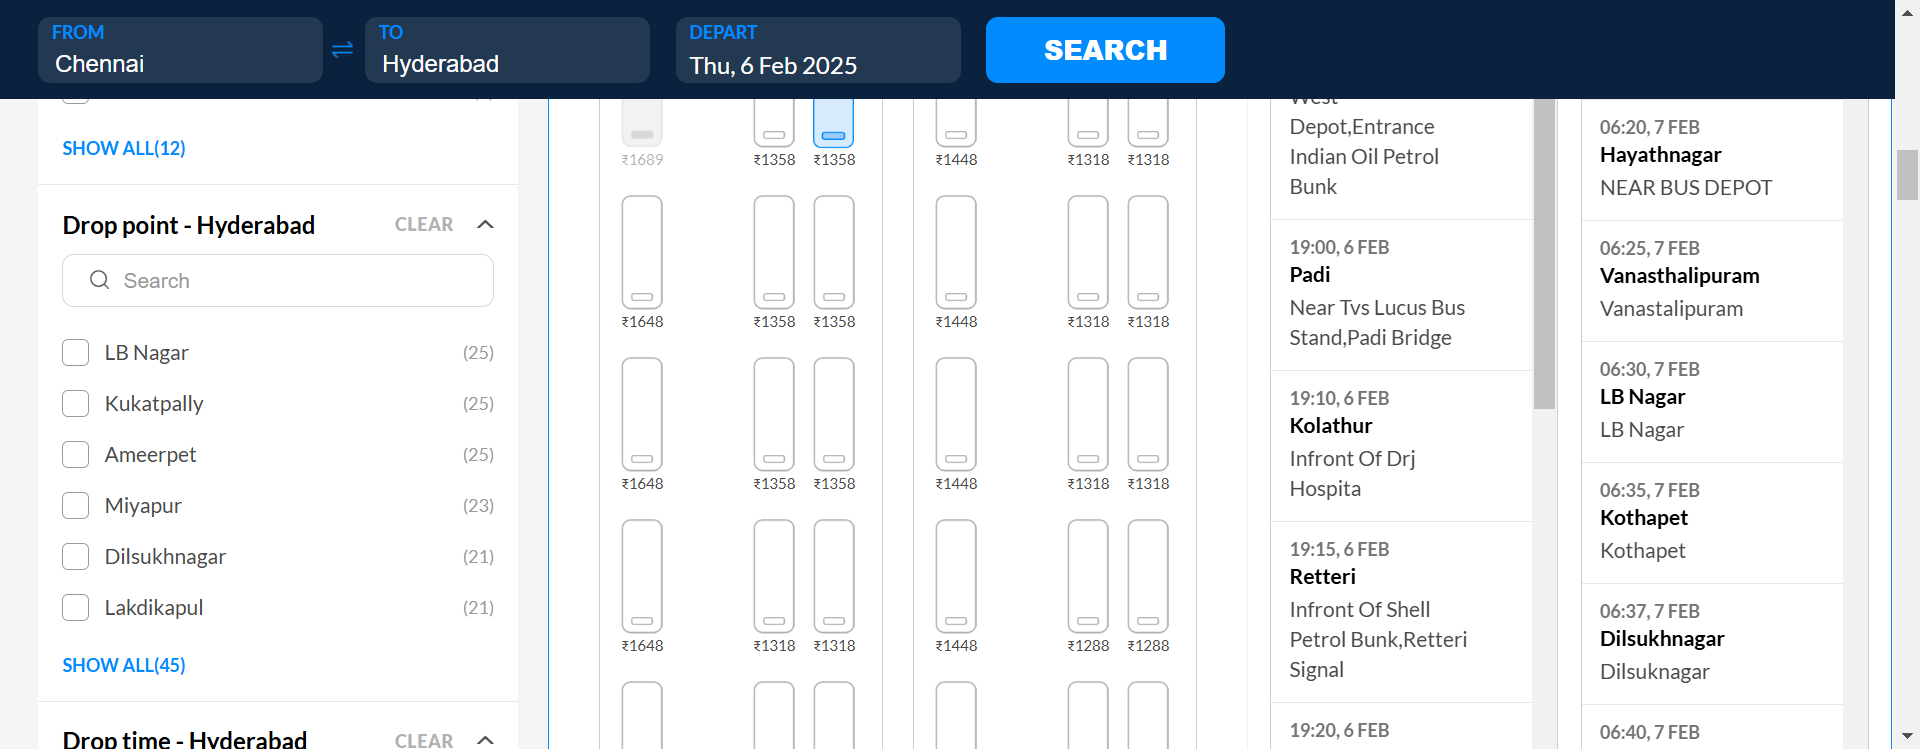 FROM
Chennai
TO
Hyderabad
DEPART
Thu, 6 Feb 2025
SEARCH
SHOW ALL(12)
Drop point - Hyderabad
CLEAR
Search
LB Nagar (25)
Kukatpally (25)
Ameerpet (25)
Miyapur (23)
Dilsukhnagar (21)
Lakdikapul (21)
SHOW ALL(45)
Drop time - Hyderabad
CLEAR
₹1689 ₹1358 ₹1358 ₹1448 ₹1318 ₹1318
₹1648 ₹1358 ₹1358 ₹1448 ₹1318 ₹1318
₹1648 ₹1358 ₹1358 ₹1448 ₹1318 ₹1318
₹1648 ₹1318 ₹1318 ₹1448 ₹1288 ₹1288
West
Depot,Entrance
Indian Oil Petrol
Bunk
19:00, 6 FEB
Padi
Near Tvs Lucus Bus
Stand,Padi Bridge
19:10, 6 FEB
Kolathur
Infront Of Drj
Hospita
19:15, 6 FEB
Retteri
Infront Of Shell
Petrol Bunk,Retteri
Signal
19:20, 6 FEB
06:20, 7 FEB
Hayathnagar
NEAR BUS DEPOT
06:25, 7 FEB
Vanasthalipuram
Vanastalipuram
06:30, 7 FEB
LB Nagar
LB Nagar
06:35, 7 FEB
Kothapet
Kothapet
06:37, 7 FEB
Dilsukhnagar
Dilsuknagar
06:40, 7 FEB